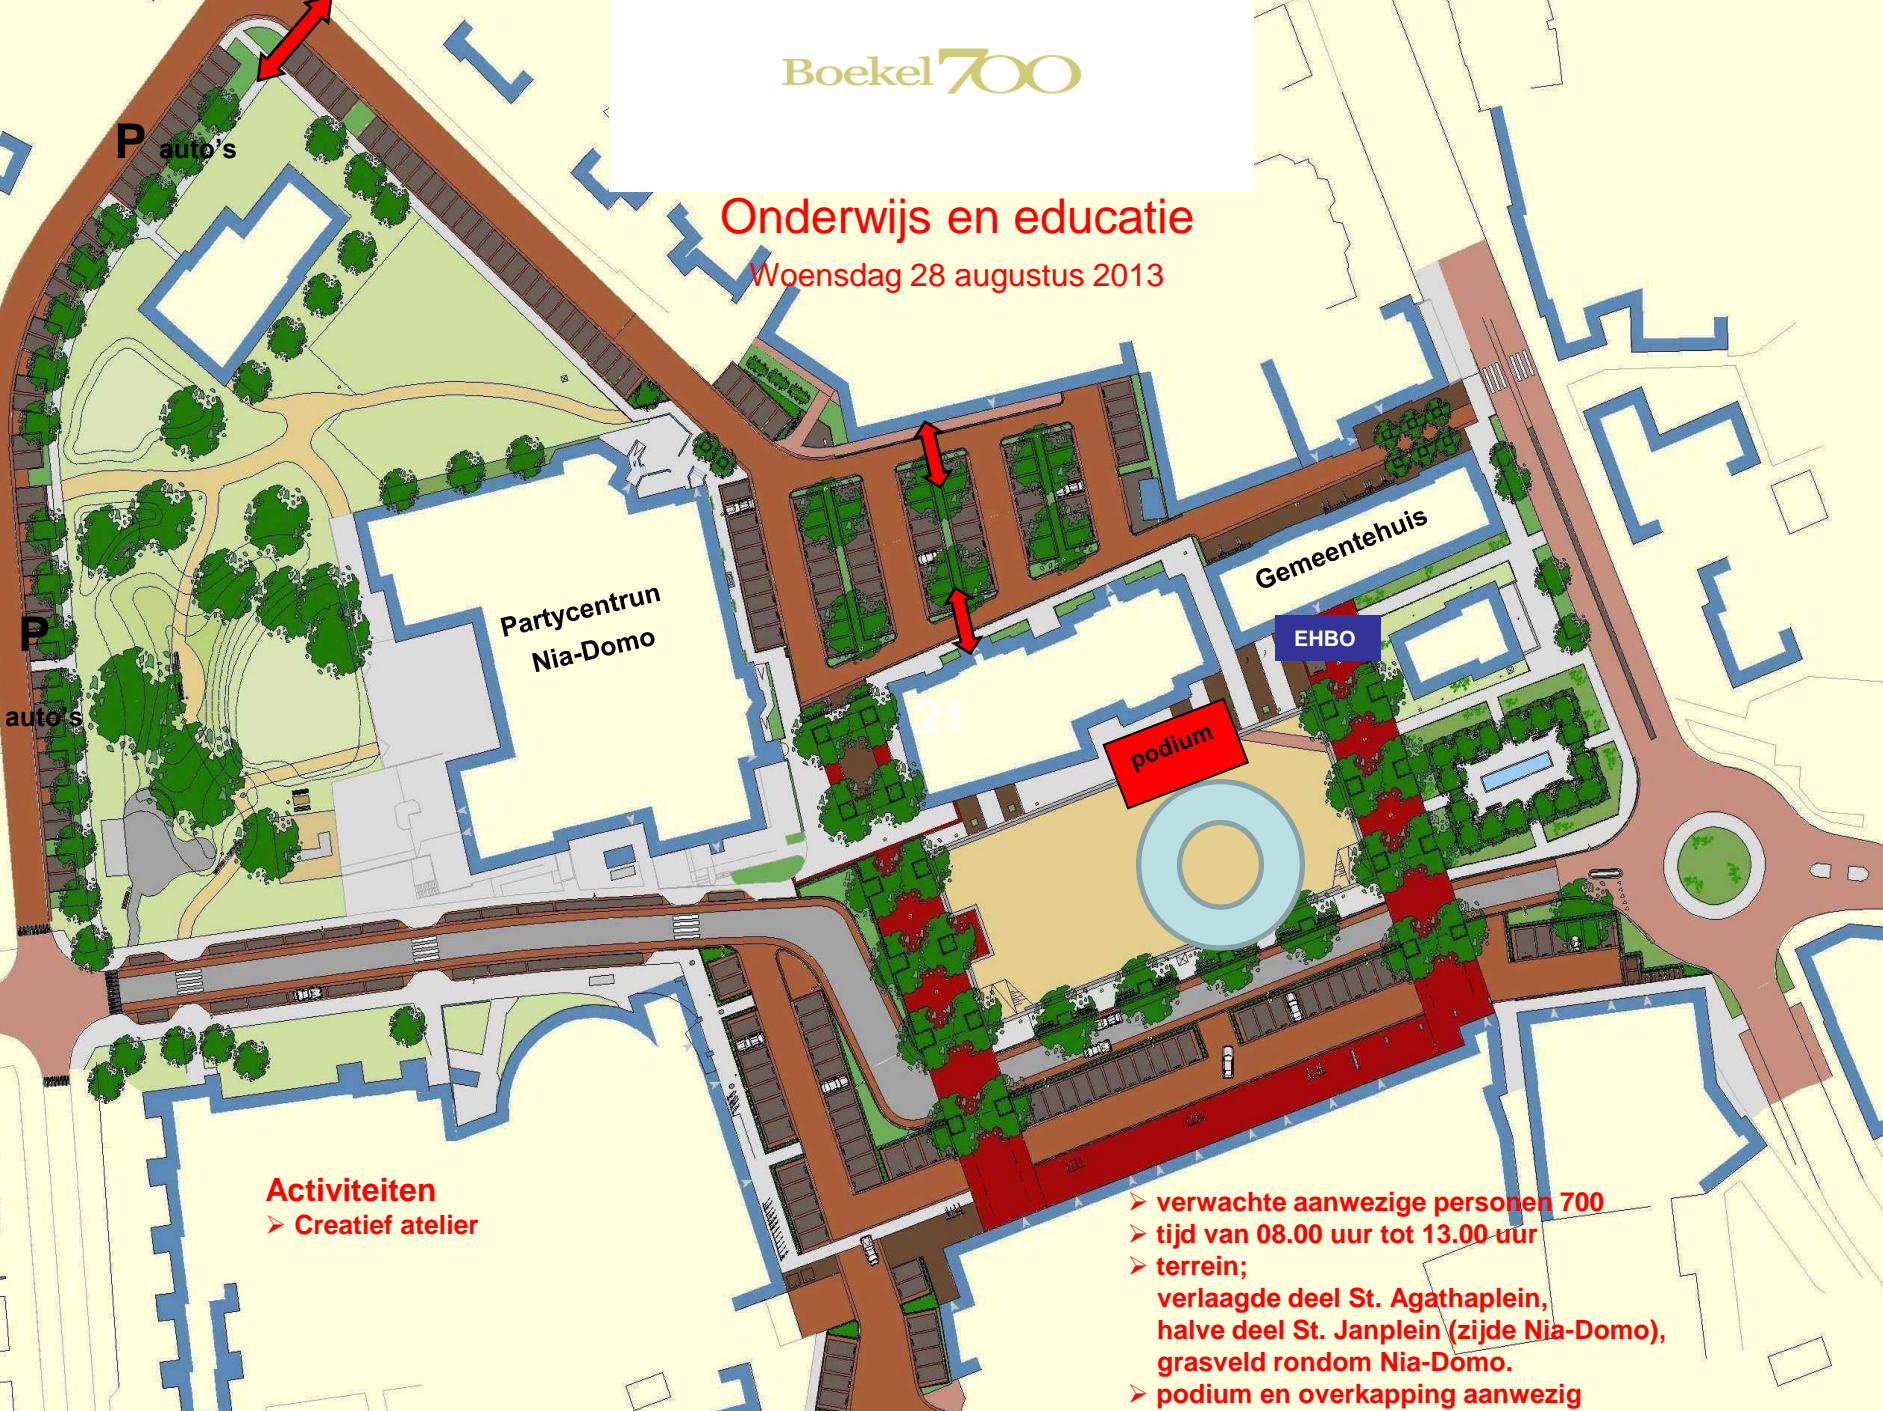 Boekel 700
Onderwijs en educatie
Woensdag 28 augustus 2013
P auto's
Gemeentehuis
Partycentrun
Nia-Domo
EHBO
P
auto's
21
podium
Activiteiten
➢ Creatief atelier
➢ verwachte aanwezige personen 700
➢ tijd van 08.00 uur tot 13.00 uur
➢ terrein;
verlaagde deel St. Agathaplein,
halve deel St. Janplein (zijde Nia-Domo),
grasveld rondom Nia-Domo.
➢ podium en overkapping aanwezig